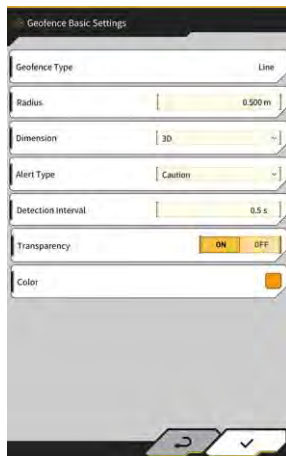 Geofence Basic Settings
Geofence Type Line
Radius 0.500 m
Dimension 3D
Alert Type Caution
Detection Interval 0.5 s
Transparency ON OFF
Color